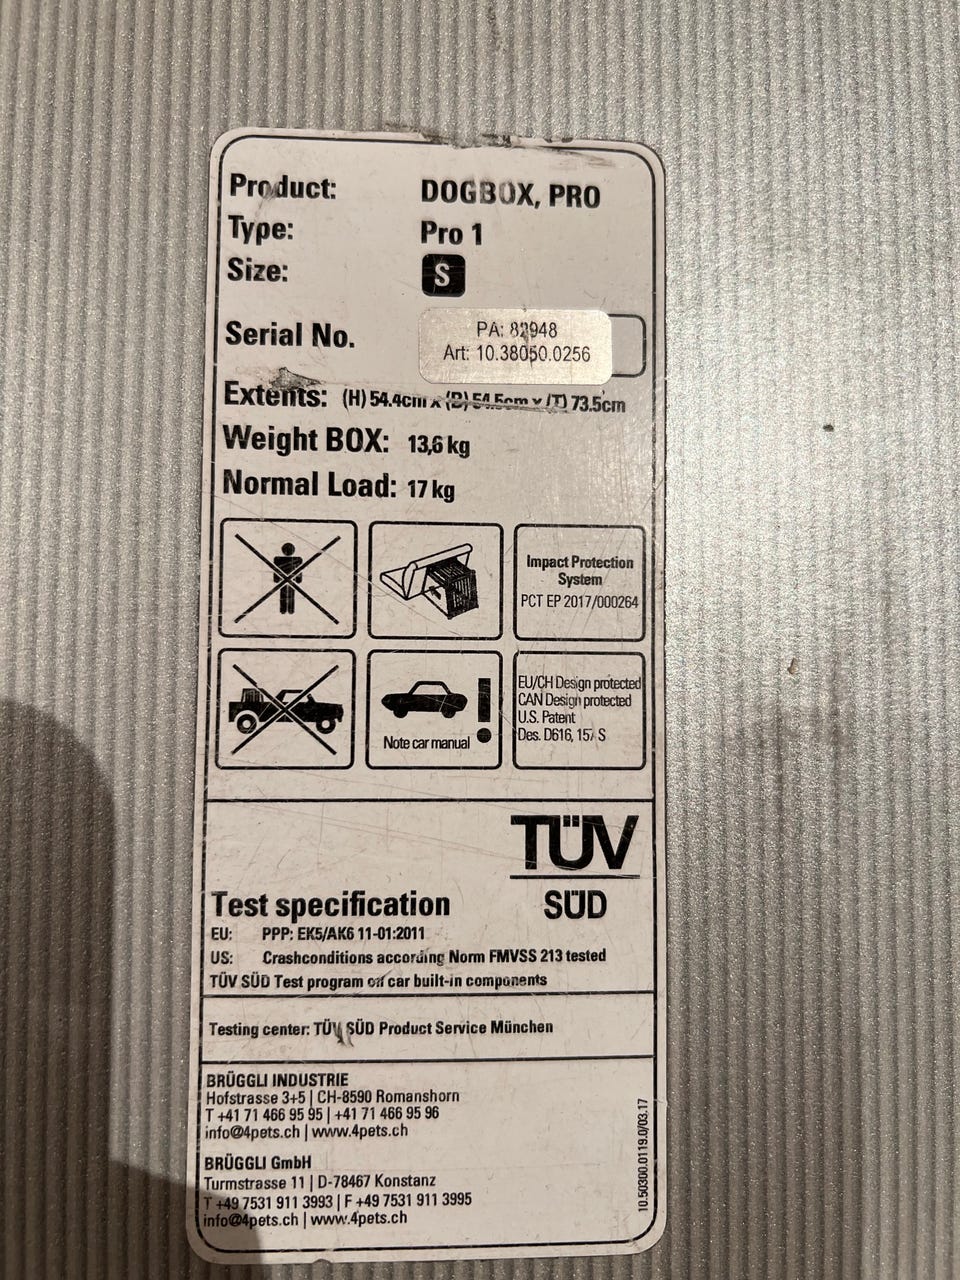 Product: DOGBOX, PRO
Type: Pro 1
Size: S
Serial No.
PA: 82948
Art: 10.38050.0256
Extents: (H) 54.4cm x (B) 54.5cm x (T) 73.5cm
Weight BOX: 13,6 kg
Normal Load: 17 kg
Impact Protection
System
PCT EP 2017/000264
Note car manual !
EU/CH Design protected
CAN Design protected
U.S. Patent
Des. D616, 157 S
TÜV
SÜD
Test specification
EU: PPP: EK5/AK6 11-01:2011
US: Crashconditions according Norm FMVSS 213 tested
TÜV SÜD Test program of car built-in components
Testing center: TÜV SÜD Product Service München
BRÜGGLI INDUSTRIE
Hofstrasse 3+5 | CH-8590 Romanshorn
T +41 71 466 95 95 | +41 71 466 95 96
info@4pets.ch | www.4pets.ch
BRÜGGLI GmbH
Turmstrasse 11 | D-78467 Konstanz
T +49 7531 911 3993 | F +49 7531 911 3995
info@4pets.ch | www.4pets.ch
10.50300.0119.0/03.17